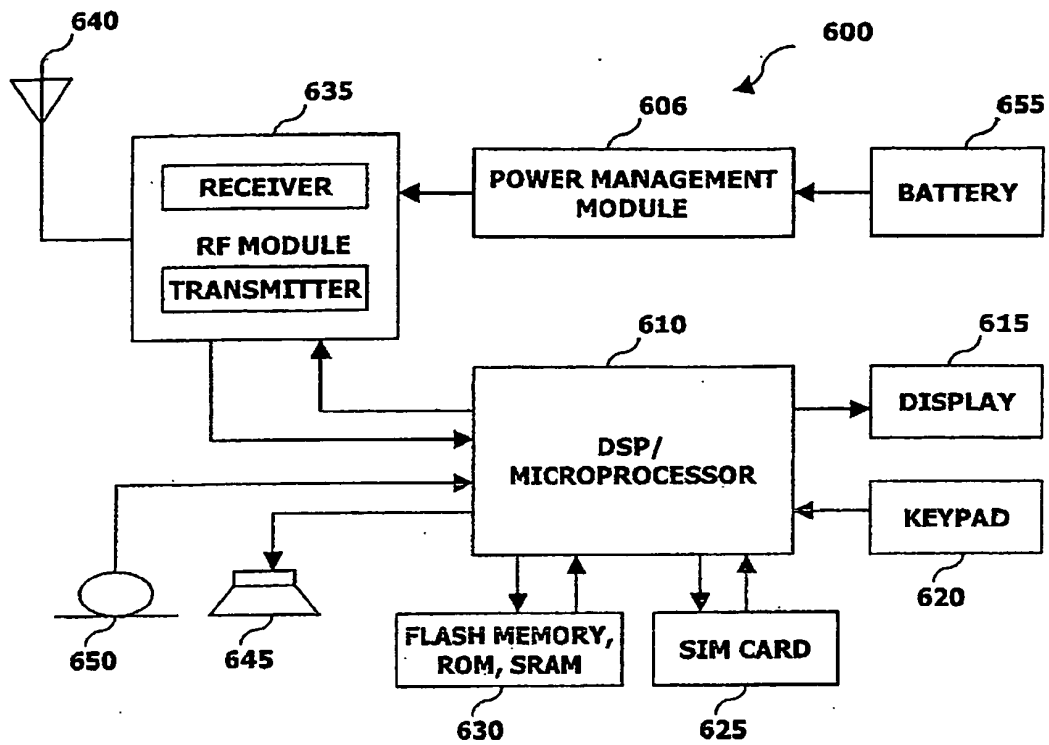 640
600
635
606
655
RECEIVER
RF MODULE
TRANSMITTER
POWER MANAGEMENT
MODULE
BATTERY
610
615
DSP/
MICROPROCESSOR
DISPLAY
KEYPAD
620
650
645
FLASH MEMORY,
ROM, SRAM
630
SIM CARD
625